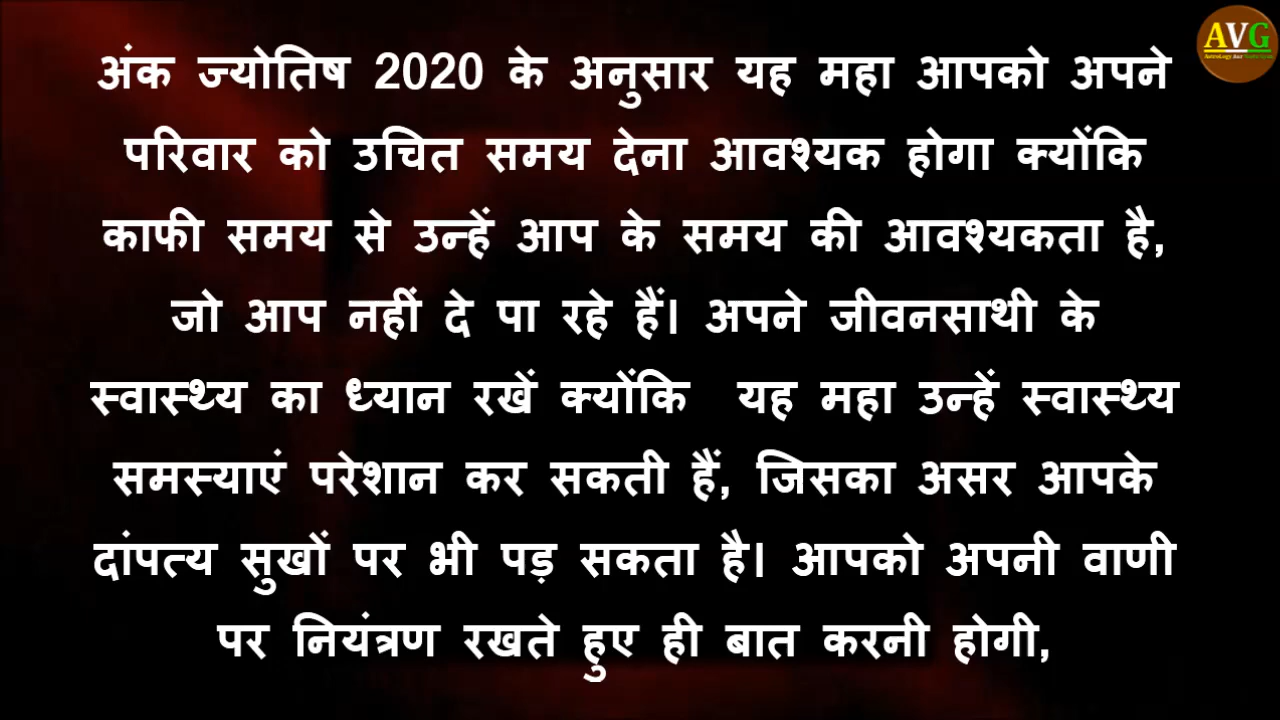 AVG
अंक ज्योतिष 2020 के अनुसार यह महा आपको अपने
परिवार को उचित समय देना आवश्यक होगा क्योंकि
काफी समय से उन्हें आप के समय की आवश्यकता है,
जो आप नहीं दे पा रहे हैं। अपने जीवनसाथी के
स्वास्थ्य का ध्यान रखें क्योंकि यह महा उन्हें स्वास्थ्य
समस्याएं परेशान कर सकती हैं, जिसका असर आपके
दांपत्य सुखों पर भी पड़ सकता है। आपको अपनी वाणी
पर नियंत्रण रखते हुए ही बात करनी होगी,